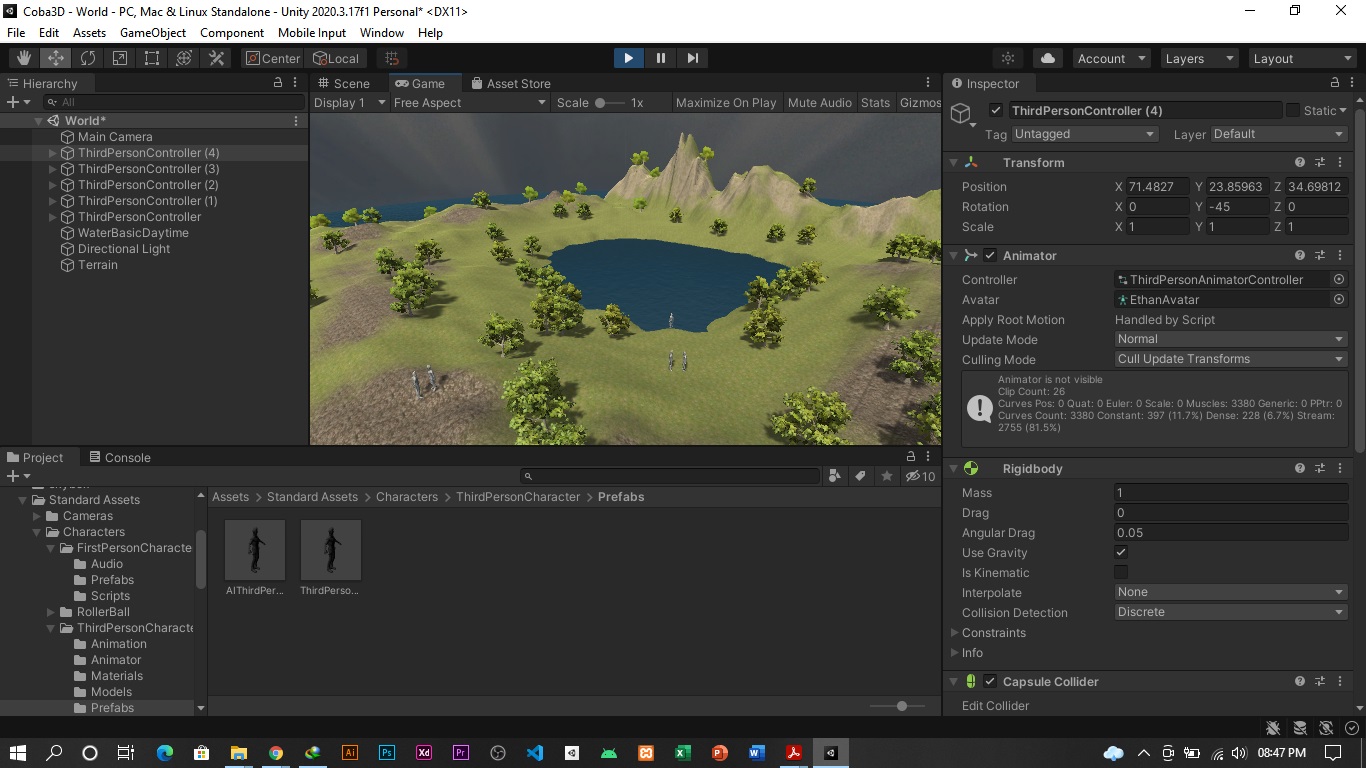 Coba3D - World - PC, Mac & Linux Standalone - Unity 2020.3.17f1 Personal* <DX11>
File Edit Assets GameObject Component Mobile Input Window Help
Center Local Account Layers Layout
Hierarchy
All
World*
Main Camera
ThirdPersonController (4)
ThirdPersonController (3)
ThirdPersonController (2)
ThirdPersonController (1)
ThirdPersonController
WaterBasicDaytime
Directional Light
Terrain
Scene Game Asset Store
Display 1 Free Aspect Scale 1x Maximize On Play Mute Audio Stats Gizmos
Inspector
ThirdPersonController (4) Static
Tag Untagged Layer Default
Transform
Position X 71.4827 Y 23.85963 Z 34.69812
Rotation X 0 Y -45 Z 0
Scale X 1 Y 1 Z 1
Animator
Controller ThirdPersonAnimatorController
Avatar EthanAvatar
Apply Root Motion Handled by Script
Update Mode Normal
Culling Mode Cull Update Transforms
Animator is not visible
Clip Count: 26
Curves Pos: 0 Quat: 0 Euler: 0 Scale: 0 Muscles: 3380 Generic: 0 PPtr: 0
Curves Count: 3380 Constant: 397 (11.7%) Dense: 228 (6.7%) Stream:
2755 (81.5%)
Rigidbody
Mass 1
Drag 0
Angular Drag 0.05
Use Gravity
Is Kinematic
Interpolate None
Collision Detection Discrete
Constraints
Info
Capsule Collider
Edit Collider
Project Console
10
Standard Assets
Cameras
Characters
FirstPersonCharacte
Audio
Prefabs
Scripts
RollerBall
ThirdPersonCharacte
Animation
Animator
Materials
Models
Prefabs
Assets > Standard Assets > Characters > ThirdPersonCharacter > Prefabs
AIThirdPer... ThirdPerso...
Ai Ps Xd Pr
08:47 PM